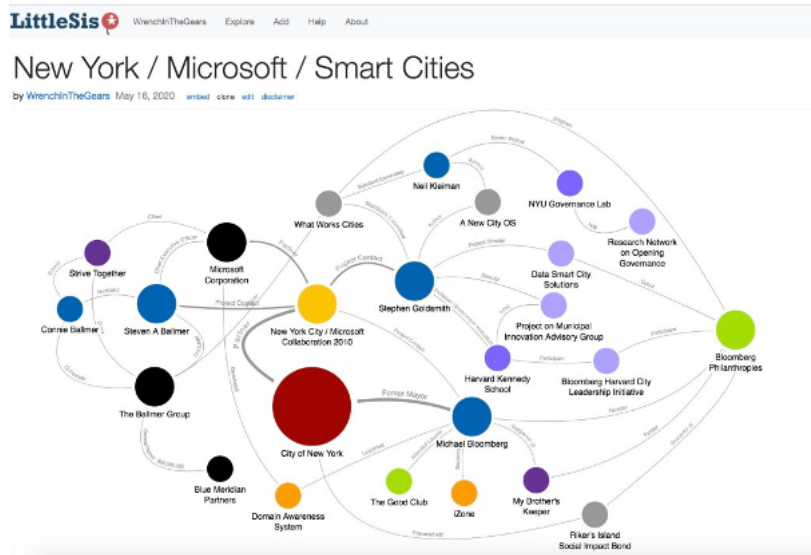 LittleSis WrenchInTheGears Explore Add Help About
New York / Microsoft / Smart Cities
by WrenchInTheGears May 16, 2020 embed clone edit disclaimer
Neil Kleiman
NYU Governance Lab
What Works Cities
A New City OS
Research Network
on Opening
Governance
Microsoft
Corporation
Partner
Strive Together
Project Contact
Data Smart City
Solutions
Stephen Goldsmith
Connie Ballmer
Steven A Ballmer
Project Contact
New York City / Microsoft
Collaboration 2010
Project on Municipal
Innovation Advisory Group
Bloomberg
Philanthropies
Partner
Harvard Kennedy
School
Bloomberg Harvard City
Leadership Initiative
The Ballmer Group
Former Mayor
City of New York
Michael Bloomberg
Blue Meridian
Partners
Domain Awareness
System
The Good Club
iZone
My Brother's
Keeper
Riker's Island
Social Impact Bond